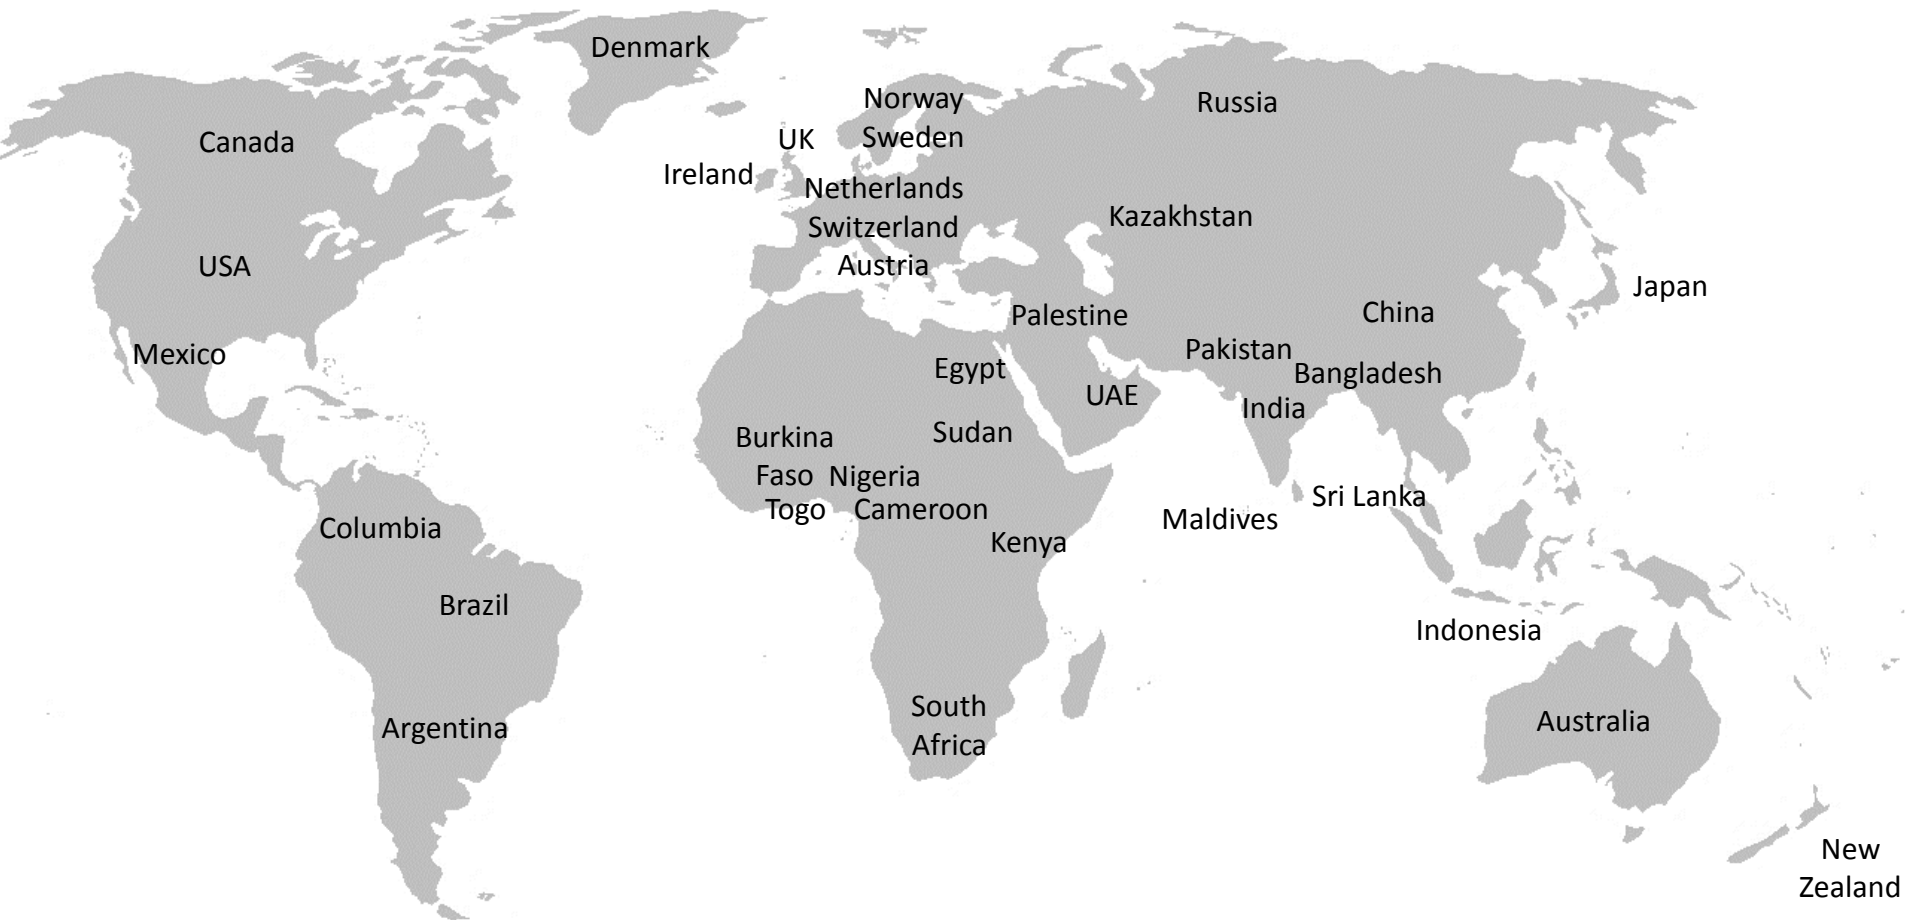 Denmark
Canada
USA
Mexico
Columbia
Brazil
Argentina
Norway
Sweden
UK
Ireland
Netherlands
Switzerland
Austria
Russia
Kazakhstan
Japan
China
Palestine
Pakistan
Bangladesh
Egypt
UAE
India
Sudan
Burkina
Faso
Nigeria
Togo
Cameroon
Kenya
South
Africa
Maldives
Sri Lanka
Indonesia
Australia
New
Zealand